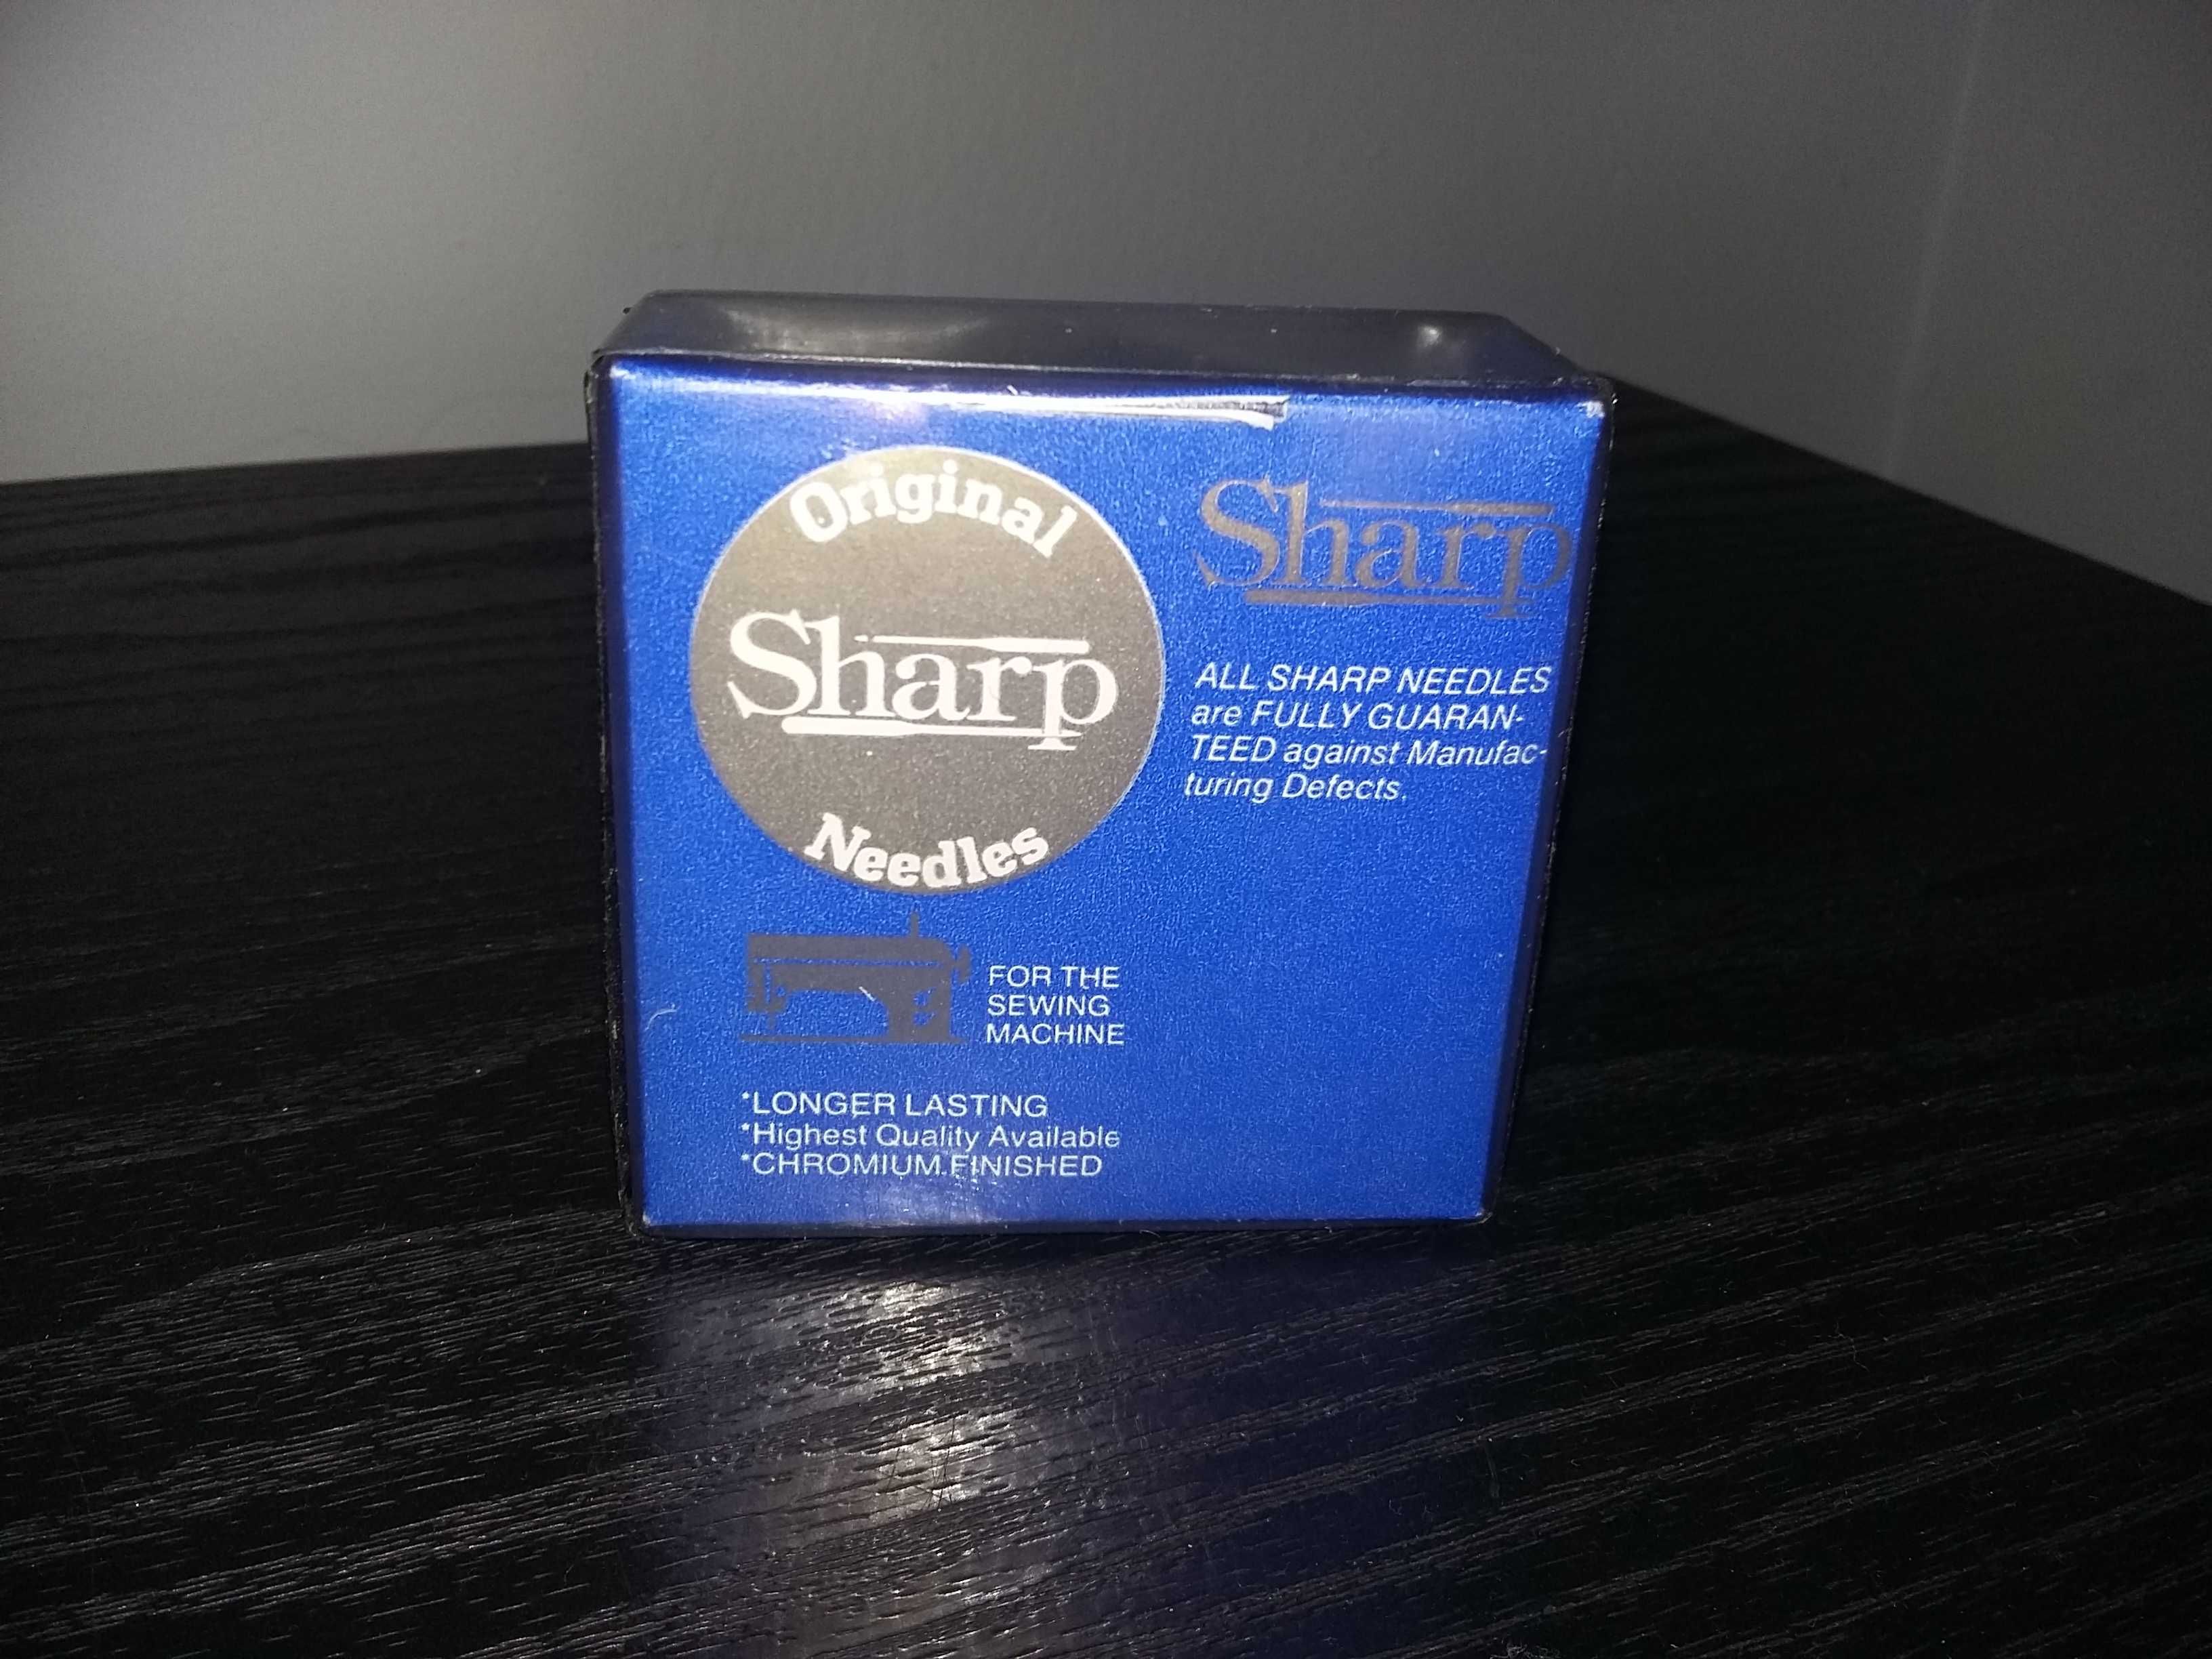 Original
Sharp
Needles
FOR THE
SEWING
MACHINE
*LONGER LASTING
*Highest Quality Available
*CHROMIUM FINISHED
Sharp
ALL SHARP NEEDLES
are FULLY GUARAN-
TEED against Manufac-
turing Defects.